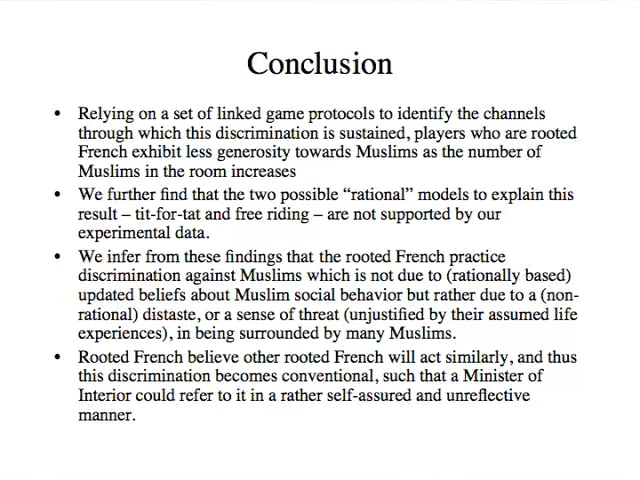 Conclusion
• Relying on a set of linked game protocols to identify the channels
through which this discrimination is sustained, players who are rooted
French exhibit less generosity towards Muslims as the number of
Muslims in the room increases
• We further find that the two possible “rational” models to explain this
result – tit-for-tat and free riding – are not supported by our
experimental data.
• We infer from these findings that the rooted French practice
discrimination against Muslims which is not due to (rationally based)
updated beliefs about Muslim social behavior but rather due to a (non-
rational) distaste, or a sense of threat (unjustified by their assumed life
experiences), in being surrounded by many Muslims.
• Rooted French believe other rooted French will act similarly, and thus
this discrimination becomes conventional, such that a Minister of
Interior could refer to it in a rather self-assured and unreflective
manner.